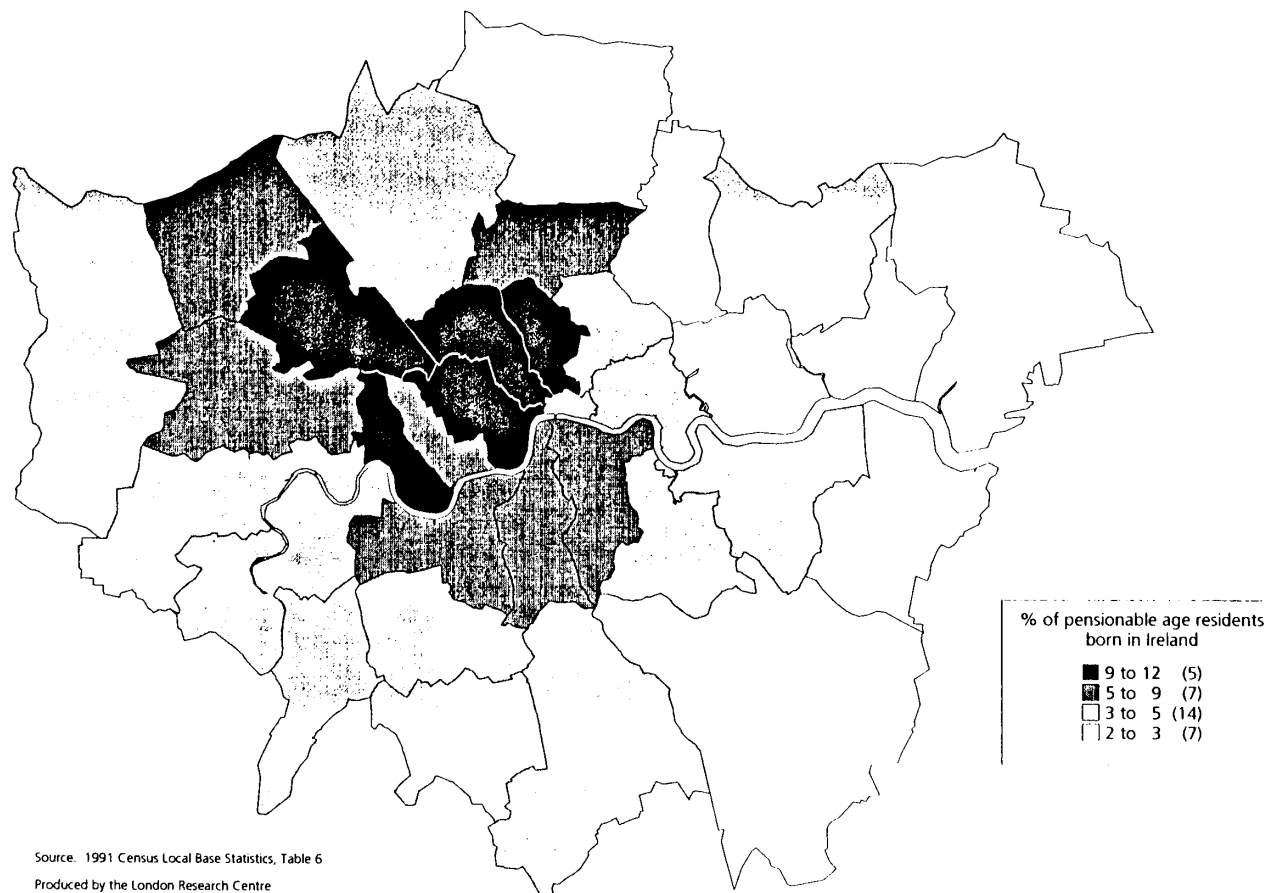 % of pensionable age residents
born in Ireland
9 to 12 (5)
5 to 9 (7)
3 to 5 (14)
2 to 3 (7)
Source. 1991 Census Local Base Statistics, Table 6
Produced by the London Research Centre